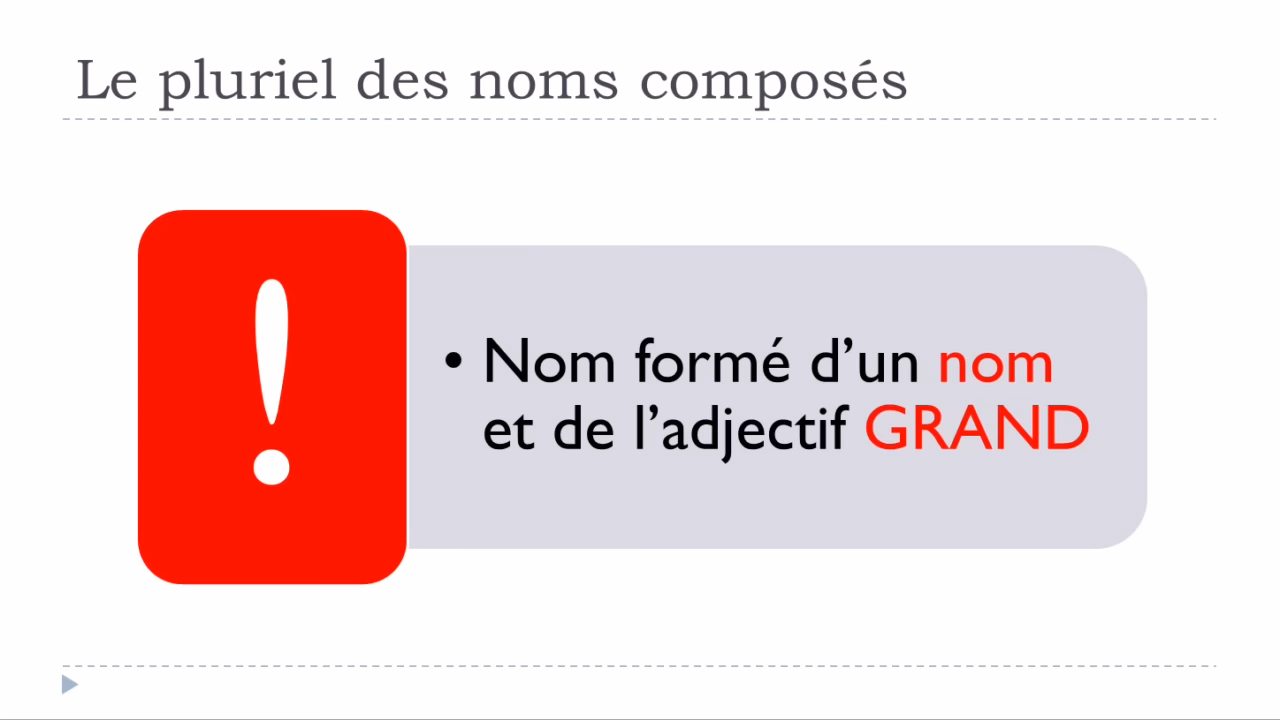 Le pluriel des noms composés
!
• Nom formé d’un nom
et de l’adjectif GRAND